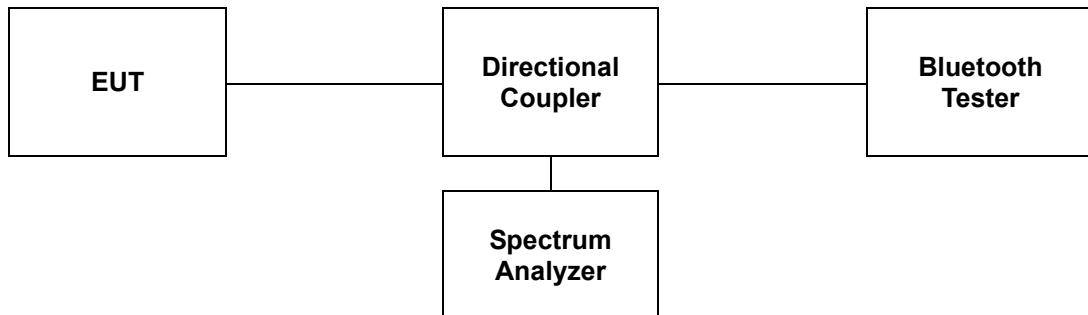 EUT
Directional
Coupler
Bluetooth
Tester
Spectrum
Analyzer